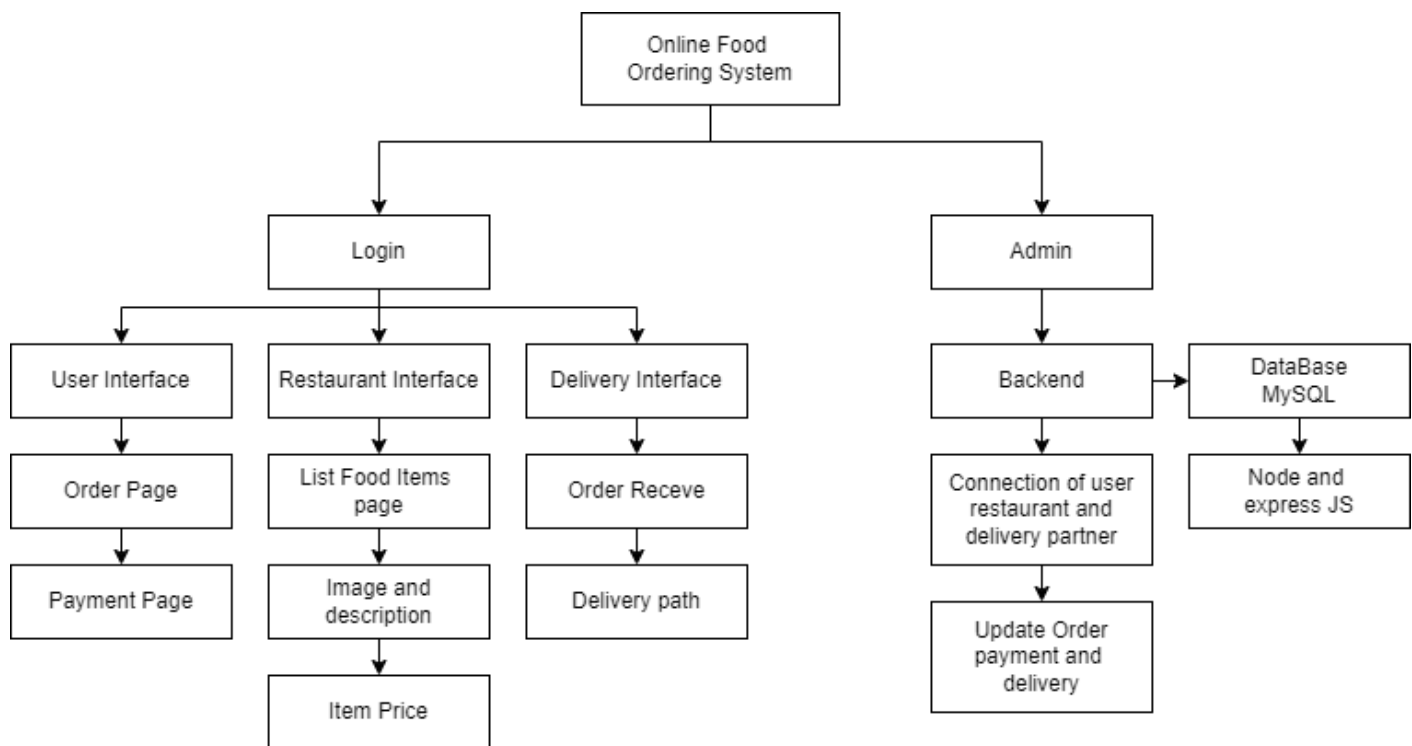 Online Food
Ordering System
Login
Admin
User Interface
Restaurant Interface
Delivery Interface
Backend
DataBase
MySQL
Order Page
List Food Items
page
Order Receve
Connection of user
restaurant and
delivery partner
Node and
express JS
Payment Page
Image and
description
Delivery path
Update Order
payment and
delivery
Item Price